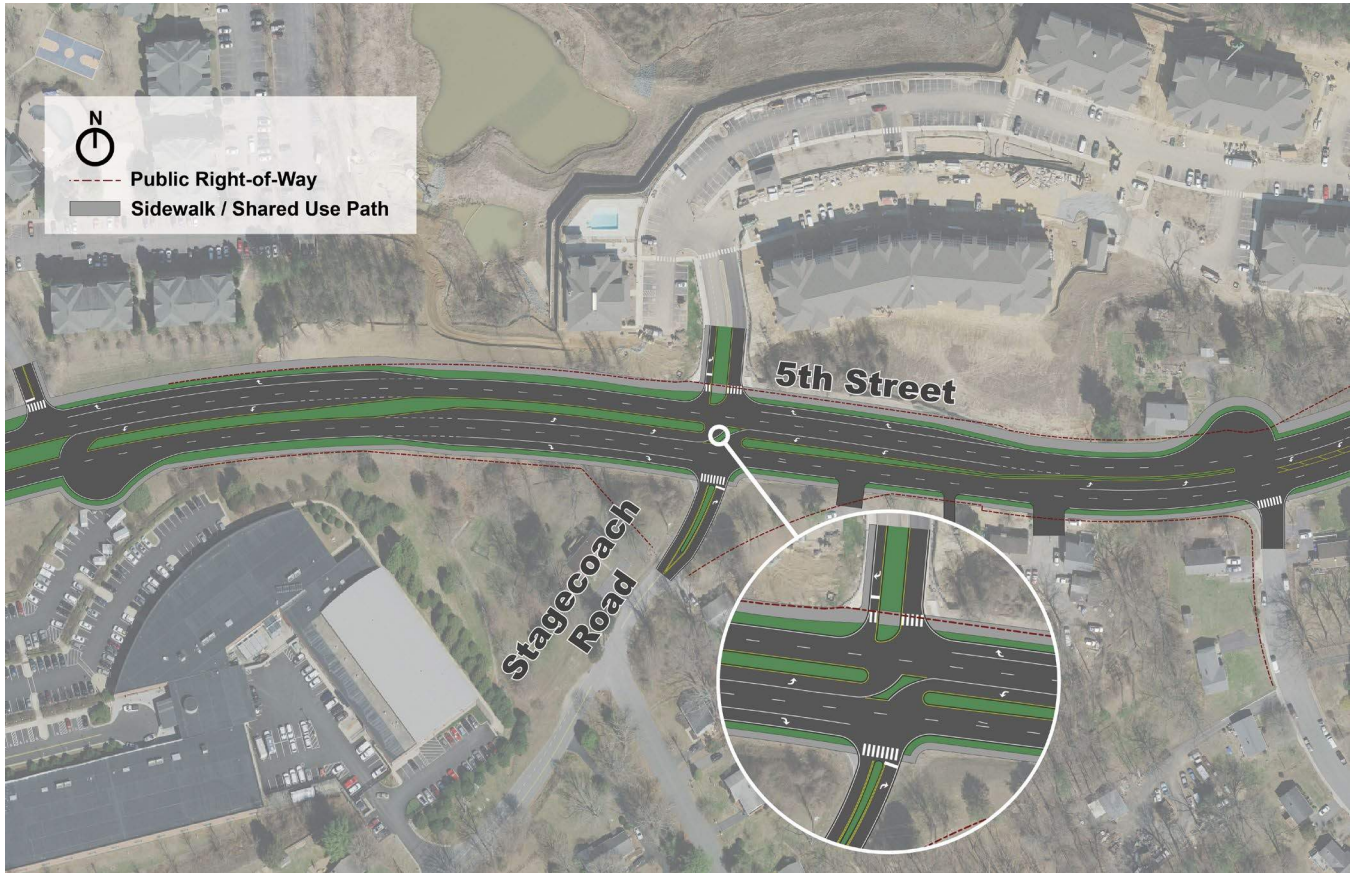 N
Public Right-of-Way
Sidewalk / Shared Use Path
5th Street
Stagecoach
Road